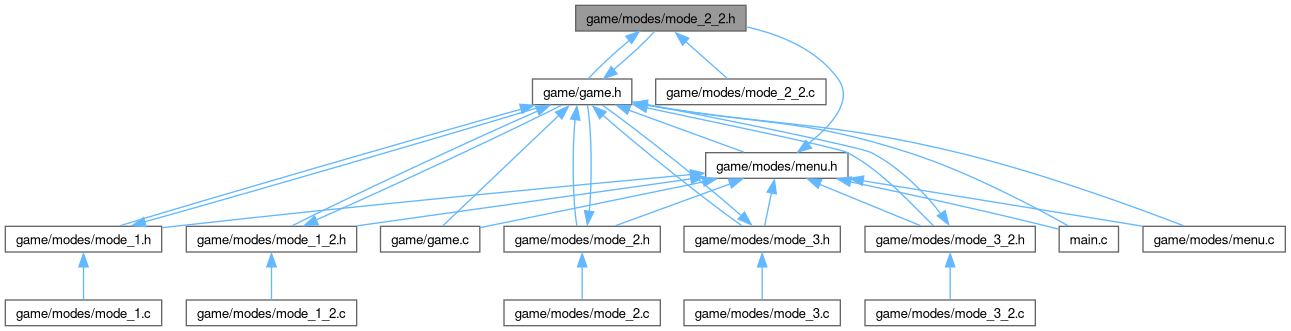 game/modes/mode_2_2.h
game/game.h
game/modes/mode_2_2.c
game/modes/menu.h
game/modes/mode_1.h
game/modes/mode_1_2.h
game/game.c
game/modes/mode_2.h
game/modes/mode_3.h
game/modes/mode_3_2.h
main.c
game/modes/menu.c
game/modes/mode_1.c
game/modes/mode_1_2.c
game/modes/mode_2.c
game/modes/mode_3.c
game/modes/mode_3_2.c